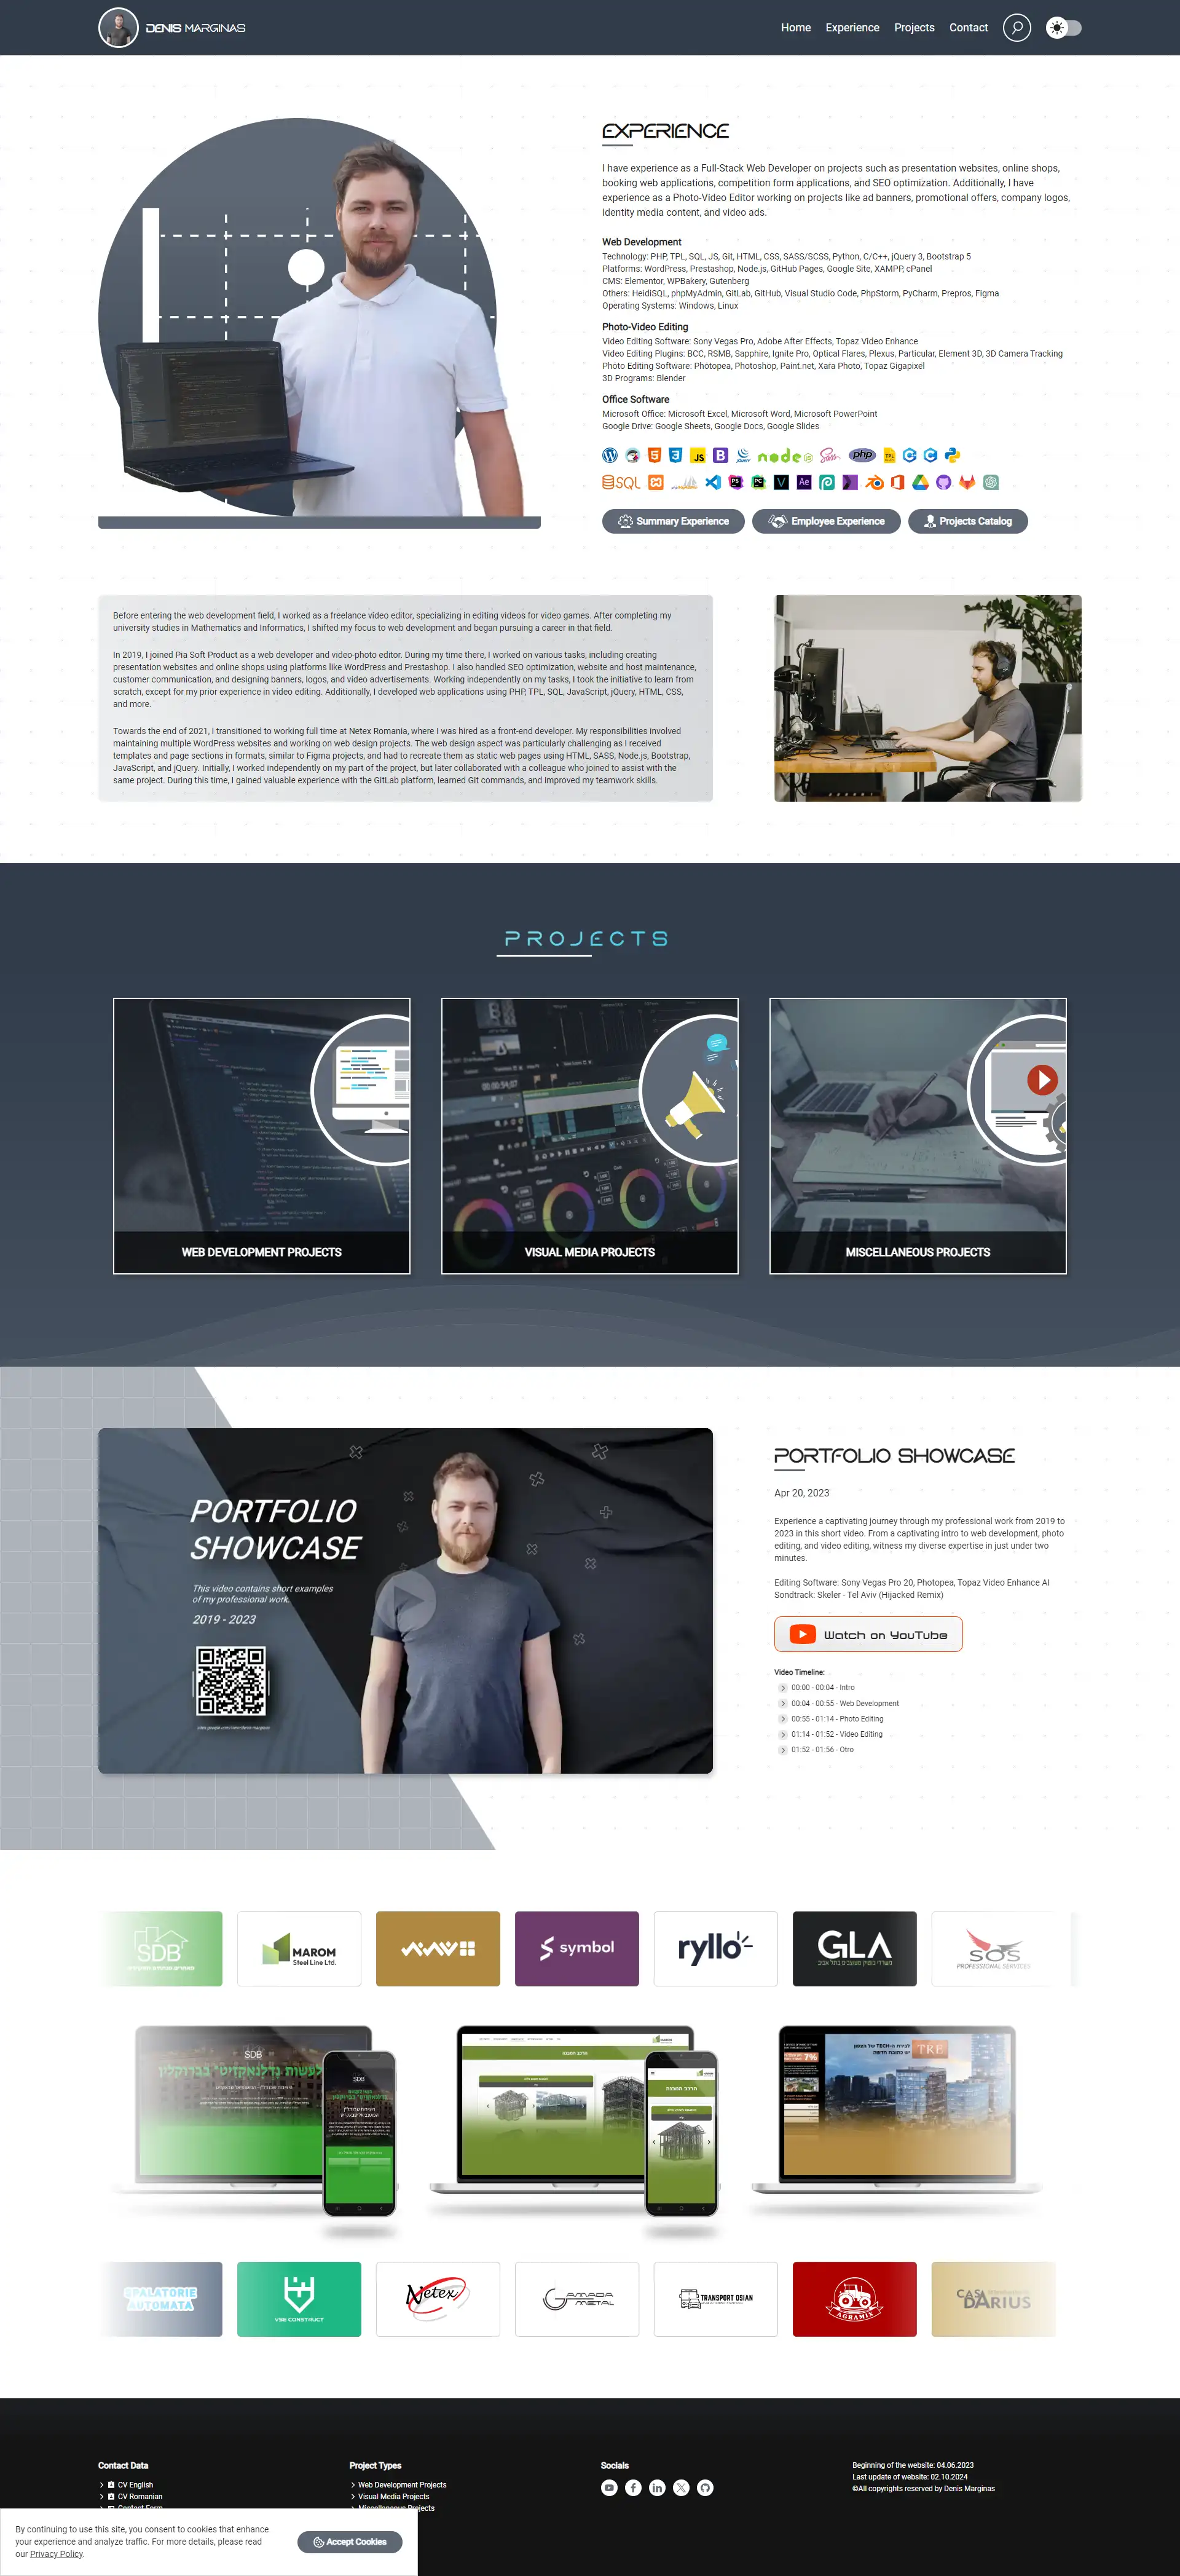 DENIS MARGINAS
Home Experience Projects Contact
EXPERIENCE
I have experience as a Full-Stack Web Developer on projects such as presentation websites, online shops,
booking web applications, competition form applications, and SEO optimization. Additionally, I have
experience as a Photo-Video Editor working on projects like ad banners, promotional offers, company logos,
identity media content, and video ads.
Web Development
Technology: PHP, TPL, SQL, JS, Git, HTML, CSS, SASS/SCSS, Python, C/C++, jQuery 3, Bootstrap 5
Platforms: WordPress, Prestashop, Node.js, GitHub Pages, Google Site, XAMPP, cPanel
CMS: Elementor, WPBakery, Gutenberg
Others: HeidiSQL, phpMyAdmin, GitLab, GitHub, Visual Studio Code, PhpStorm, PyCharm, Prepros, Figma
Operating Systems: Windows, Linux
Photo-Video Editing
Video Editing Software: Sony Vegas Pro, Adobe After Effects, Topaz Video Enhance
Video Editing Plugins: BCC, RSMB, Sapphire, Ignite Pro, Optical Flares, Plexus, Particular, Element 3D, 3D Camera Tracking
Photo Editing Software: Photopea, Photoshop, Paint.net, Xara Photo, Topaz Gigapixel
3D Programs: Blender
Office Software
Microsoft Office: Microsoft Excel, Microsoft Word, Microsoft PowerPoint
Google Drive: Google Sheets, Google Docs, Google Slides
JS B node Sass php TPL
SQL PS PC V Ae
Summary Experience Employee Experience Projects Catalog
Before entering the web development field, I worked as a freelance video editor, specializing in editing videos for video games. After completing my
university studies in Mathematics and Informatics, I shifted my focus to web development and began pursuing a career in that field.
In 2019, I joined Pia Soft Product as a web developer and video-photo editor. During my time there, I worked on various tasks, including creating
presentation websites and online shops using platforms like WordPress and Prestashop. I also handled SEO optimization, website and host maintenance,
customer communication, and designing banners, logos, and video advertisements. Working independently on my tasks, I took the initiative to learn from
scratch, except for my prior experience in video editing. Additionally, I developed web applications using PHP, TPL, SQL, JavaScript, jQuery, HTML, CSS,
and more.
Towards the end of 2021, I transitioned to working full time at Netex Romania, where I was hired as a front-end developer. My responsibilities involved
maintaining multiple WordPress websites and working on web design projects. The web design aspect was particularly challenging as I received
templates and page sections in formats, similar to Figma projects, and had to recreate them as static web pages using HTML, SASS, Node.js, Bootstrap,
JavaScript, and jQuery. Initially, I worked independently on my part of the project, but later collaborated with a colleague who joined to assist with the
same project. During this time, I gained valuable experience with the GITLab platform, learned Git commands, and improved my teamwork skills.
PROJECTS
WEB DEVELOPMENT PROJECTS
VISUAL MEDIA PROJECTS
MISCELLANEOUS PROJECTS
PORTFOLIO
SHOWCASE
This video contains short examples
of my professional work.
2019 - 2023
PORTFOLIO SHOWCASE
Apr 20, 2023
Experience a captivating journey through my professional work from 2019 to
2023 in this short video. From a captivating intro to web development, photo
editing, and video editing, witness my diverse expertise in just under two
minutes.
Editing Software: Sony Vegas Pro 20, Photopea, Topaz Video Enhance AI
Sondtrack: Skeler - Tel Aviv (Hijacked Remix)
Watch on YouTube
Video Timeline:
00:00 - 00:04 - Intro
00:04 - 00:55 - Web Development
00:55 - 01:14 - Photo Editing
01:14 - 01:52 - Video Editing
01:52 - 01:56 - Otro
SDB
MAROM
Steel Line Ltd.
symbol
ryllo
GLA
SOS
PROFESSIONAL SERVICES
SDB
SDB
TRE
7%
SPALATORIE
AUTOMATA
VSB CONSTRUCT
Netex
GAMADA
METAL
TRANSPORT OSIAN
AGRAMIX
CASA
DARIUS
Contact Data
CV English
CV Romanian
Contact Form
Project Types
Web Development Projects
Visual Media Projects
Miscellaneous Projects
Socials
Beginning of the website: 04.06.2023
Last update of website: 02.10.2024
©All copyrights reserved by Denis Marginas
By continuing to use this site, you consent to cookies that enhance
your experience and analyze traffic. For more details, please read
our Privacy Policy.
Accept Cookies